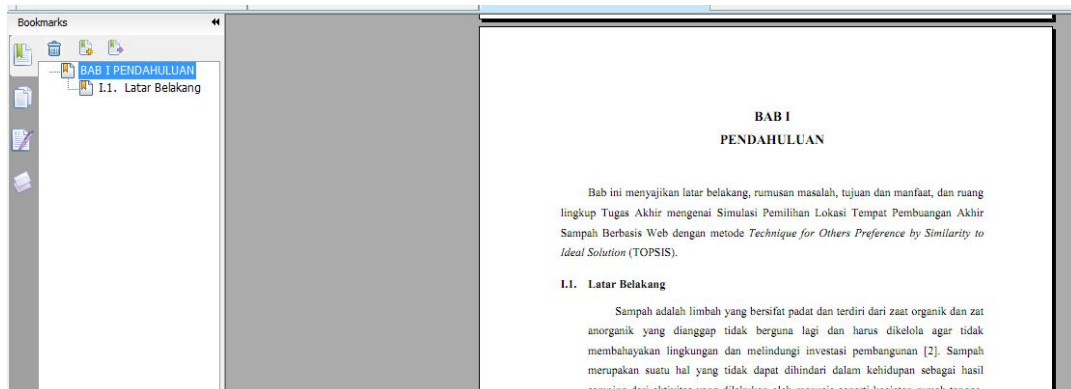 Bookmarks
BAB I PENDAHULUAN
I.1. Latar Belakang
BAB I
PENDAHULUAN
Bab ini menyajikan latar belakang, rumusan masalah, tujuan dan manfaat, dan ruang
lingkup Tugas Akhir mengenai Simulasi Pemilihan Lokasi Tempat Pembuangan Akhir
Sampah Berbasis Web dengan metode Technique for Others Preference by Similarity to
Ideal Solution (TOPSIS).
I.1. Latar Belakang
Sampah adalah limbah yang bersifat padat dan terdiri dari zaat organik dan zat
anorganik yang dianggap tidak berguna lagi dan harus dikelola agar tidak
membahayakan lingkungan dan melindungi investasi pembangunan [2]. Sampah
merupakan suatu hal yang tidak dapat dihindari dalam kehidupan sebagai hasil